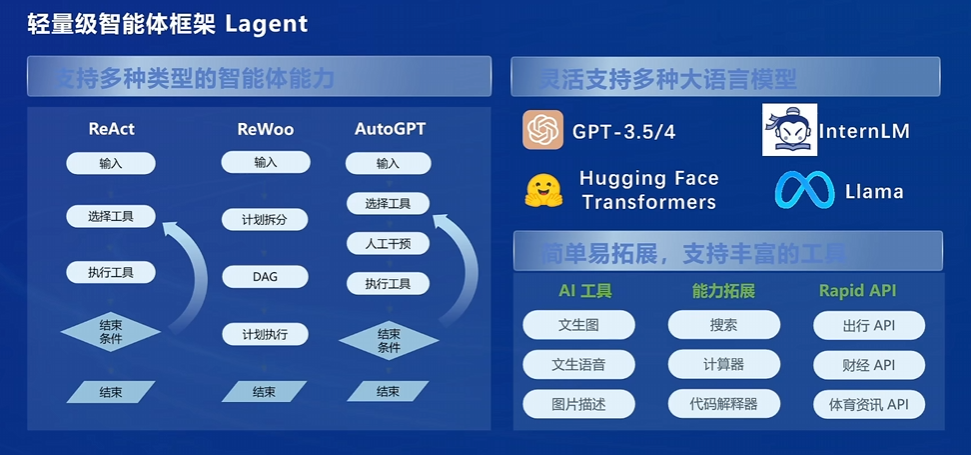 轻量级智能体框架 Lagent
支持多种类型的智能体能力
ReAct
输入
选择工具
执行工具
结束
条件
结束
ReWoo
输入
计划拆分
DAG
计划执行
结束
AutoGPT
输入
选择工具
人工干预
执行工具
结束
条件
结束
灵活支持多种大语言模型
GPT-3.5/4
InternLM
Hugging Face
Transformers
Llama
简单易拓展，支持丰富的工具
AI 工具
文生图
文生语音
图片描述
能力拓展
搜索
计算器
代码解释器
Rapid API
出行 API
财经 API
体育资讯 API